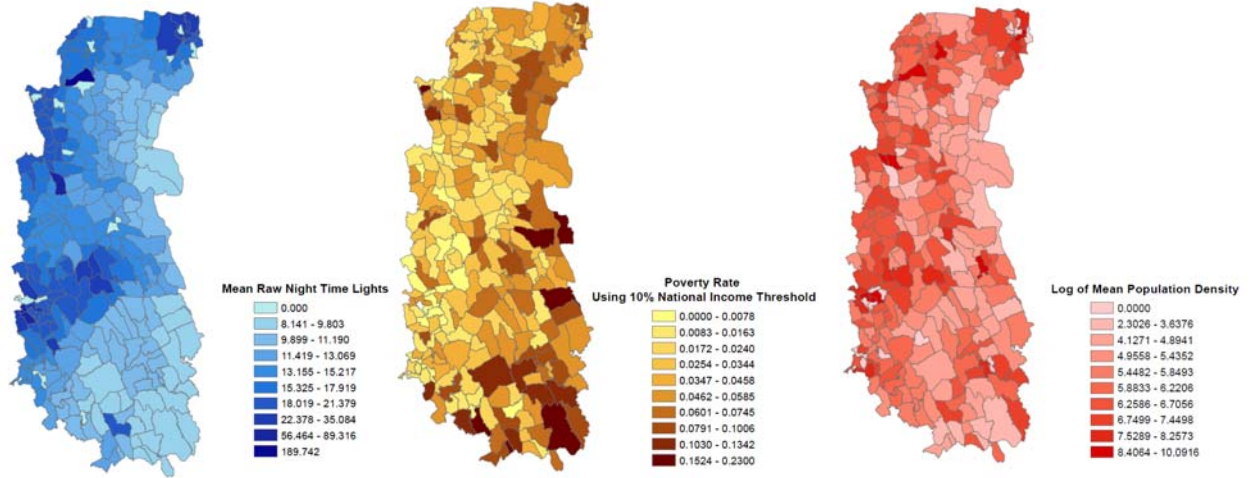 Mean Raw Night Time Lights
0.000
8.141 - 9.803
9.899 - 11.190
11.419 - 13.069
13.155 - 15.217
15.325 - 17.919
18.019 - 21.379
22.378 - 35.084
56.464 - 89.316
189.742
Poverty Rate
Using 10% National Income Threshold
0.0000 - 0.0078
0.0083 - 0.0163
0.0172 - 0.0240
0.0254 - 0.0344
0.0347 - 0.0458
0.0462 - 0.0585
0.0601 - 0.0745
0.0791 - 0.1006
0.1030 - 0.1342
0.1524 - 0.2300
Log of Mean Population Density
0.0000
2.3026 - 3.6376
4.1271 - 4.8941
4.9558 - 5.4352
5.4482 - 5.8493
5.8833 - 6.2206
6.2586 - 6.7056
6.7499 - 7.4498
7.5289 - 8.2573
8.4064 - 10.0916